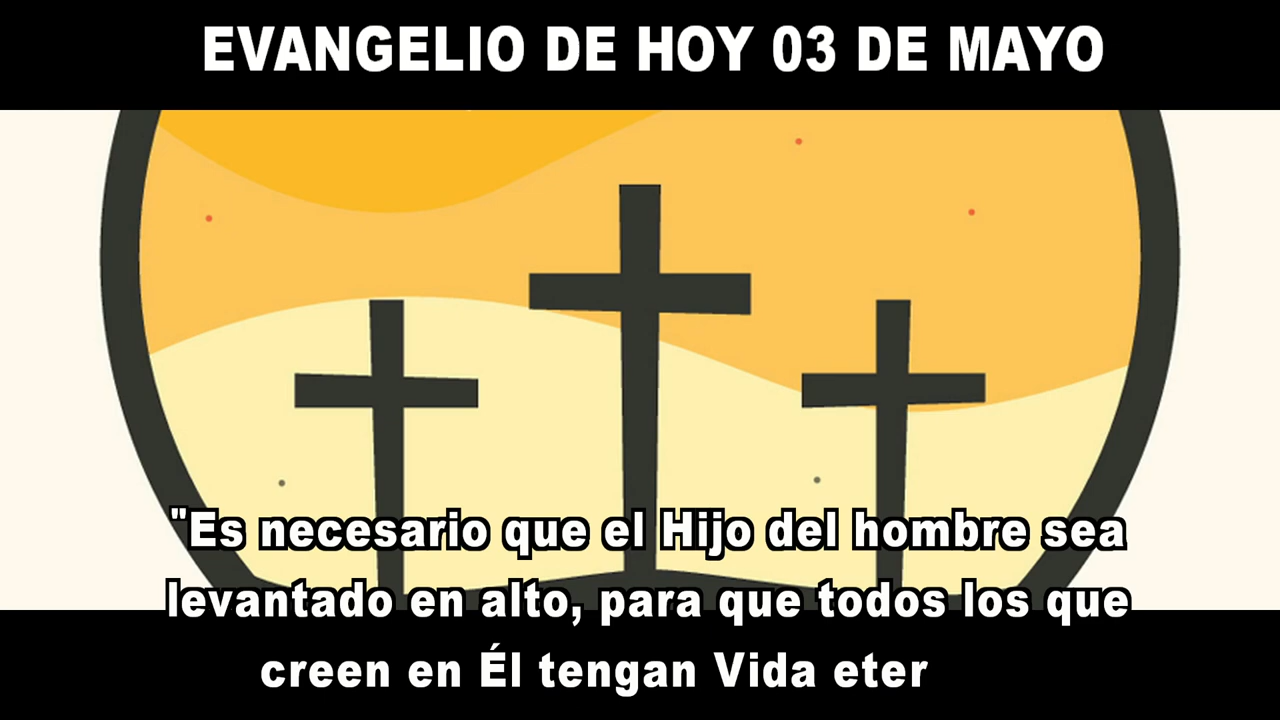 EVANGELIO DE HOY 03 DE MAYO
"Es necesario que el Hijo del hombre sea
levantado en alto, para que todos los que
creen en Él tengan Vida eter